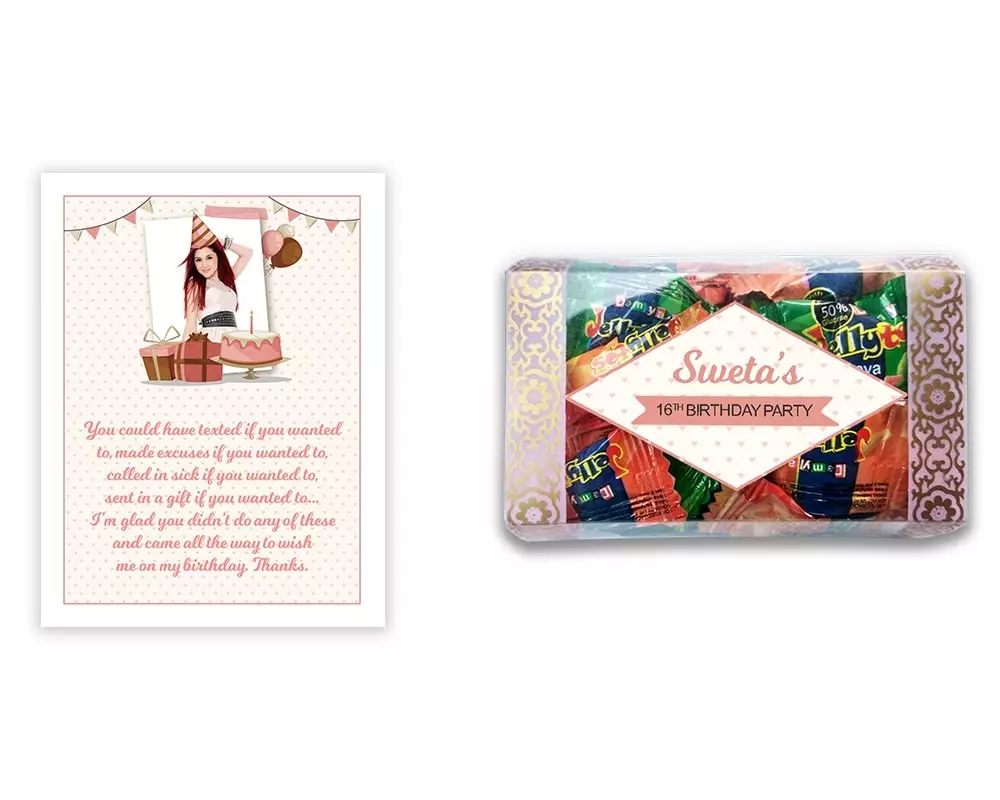 You could have texted if you wanted
to, made excuses if you wanted to,
called in sick if you wanted to,
sent in a gift if you wanted to...
I'm glad you didn't do any of these
and came all the way to wish
me on my birthday. Thanks.
Sweta's
16TH BIRTHDAY PARTY
50%
Glucose
Jelly